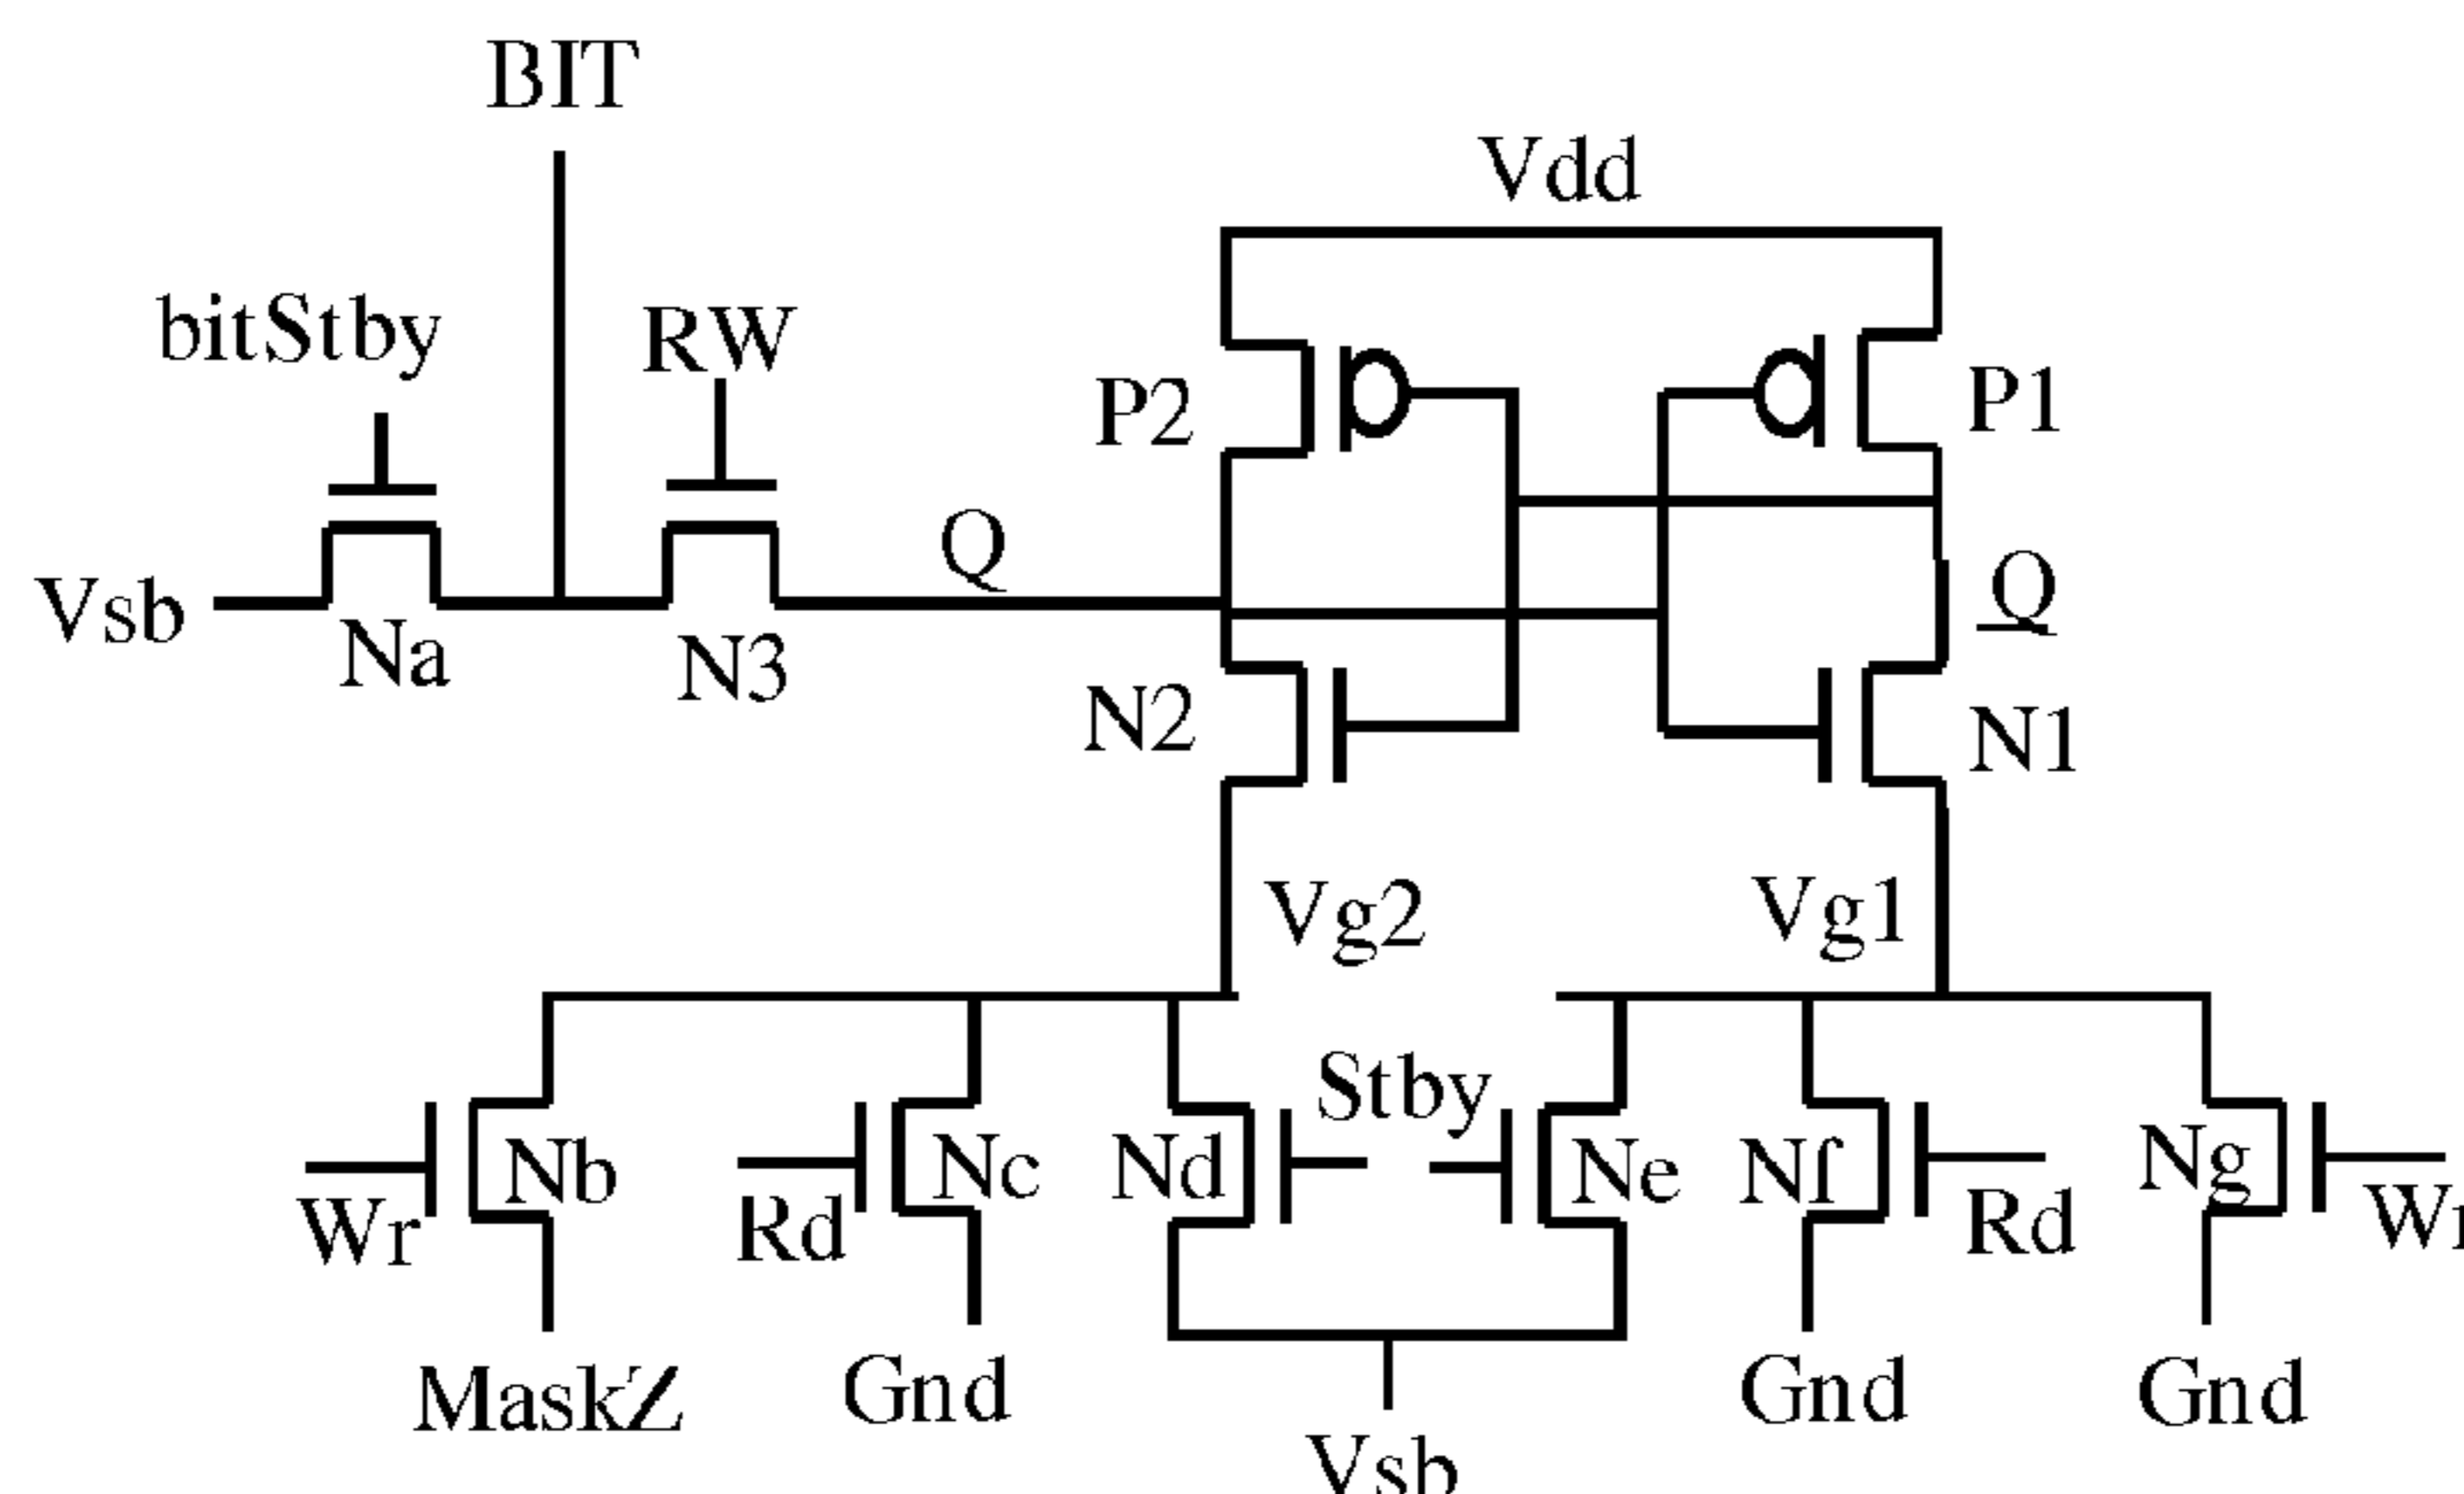 BIT
Vdd
bitStby
RW
P2
P1
Q
Q
Vsb
Na
N3
N2
N1
Vg2
Vg1
Stby
Nb
Nc
Nd
Ne
Nf
Ng
Wr
Rd
Rd
MaskZ
Gnd
Gnd
Gnd
Vsb